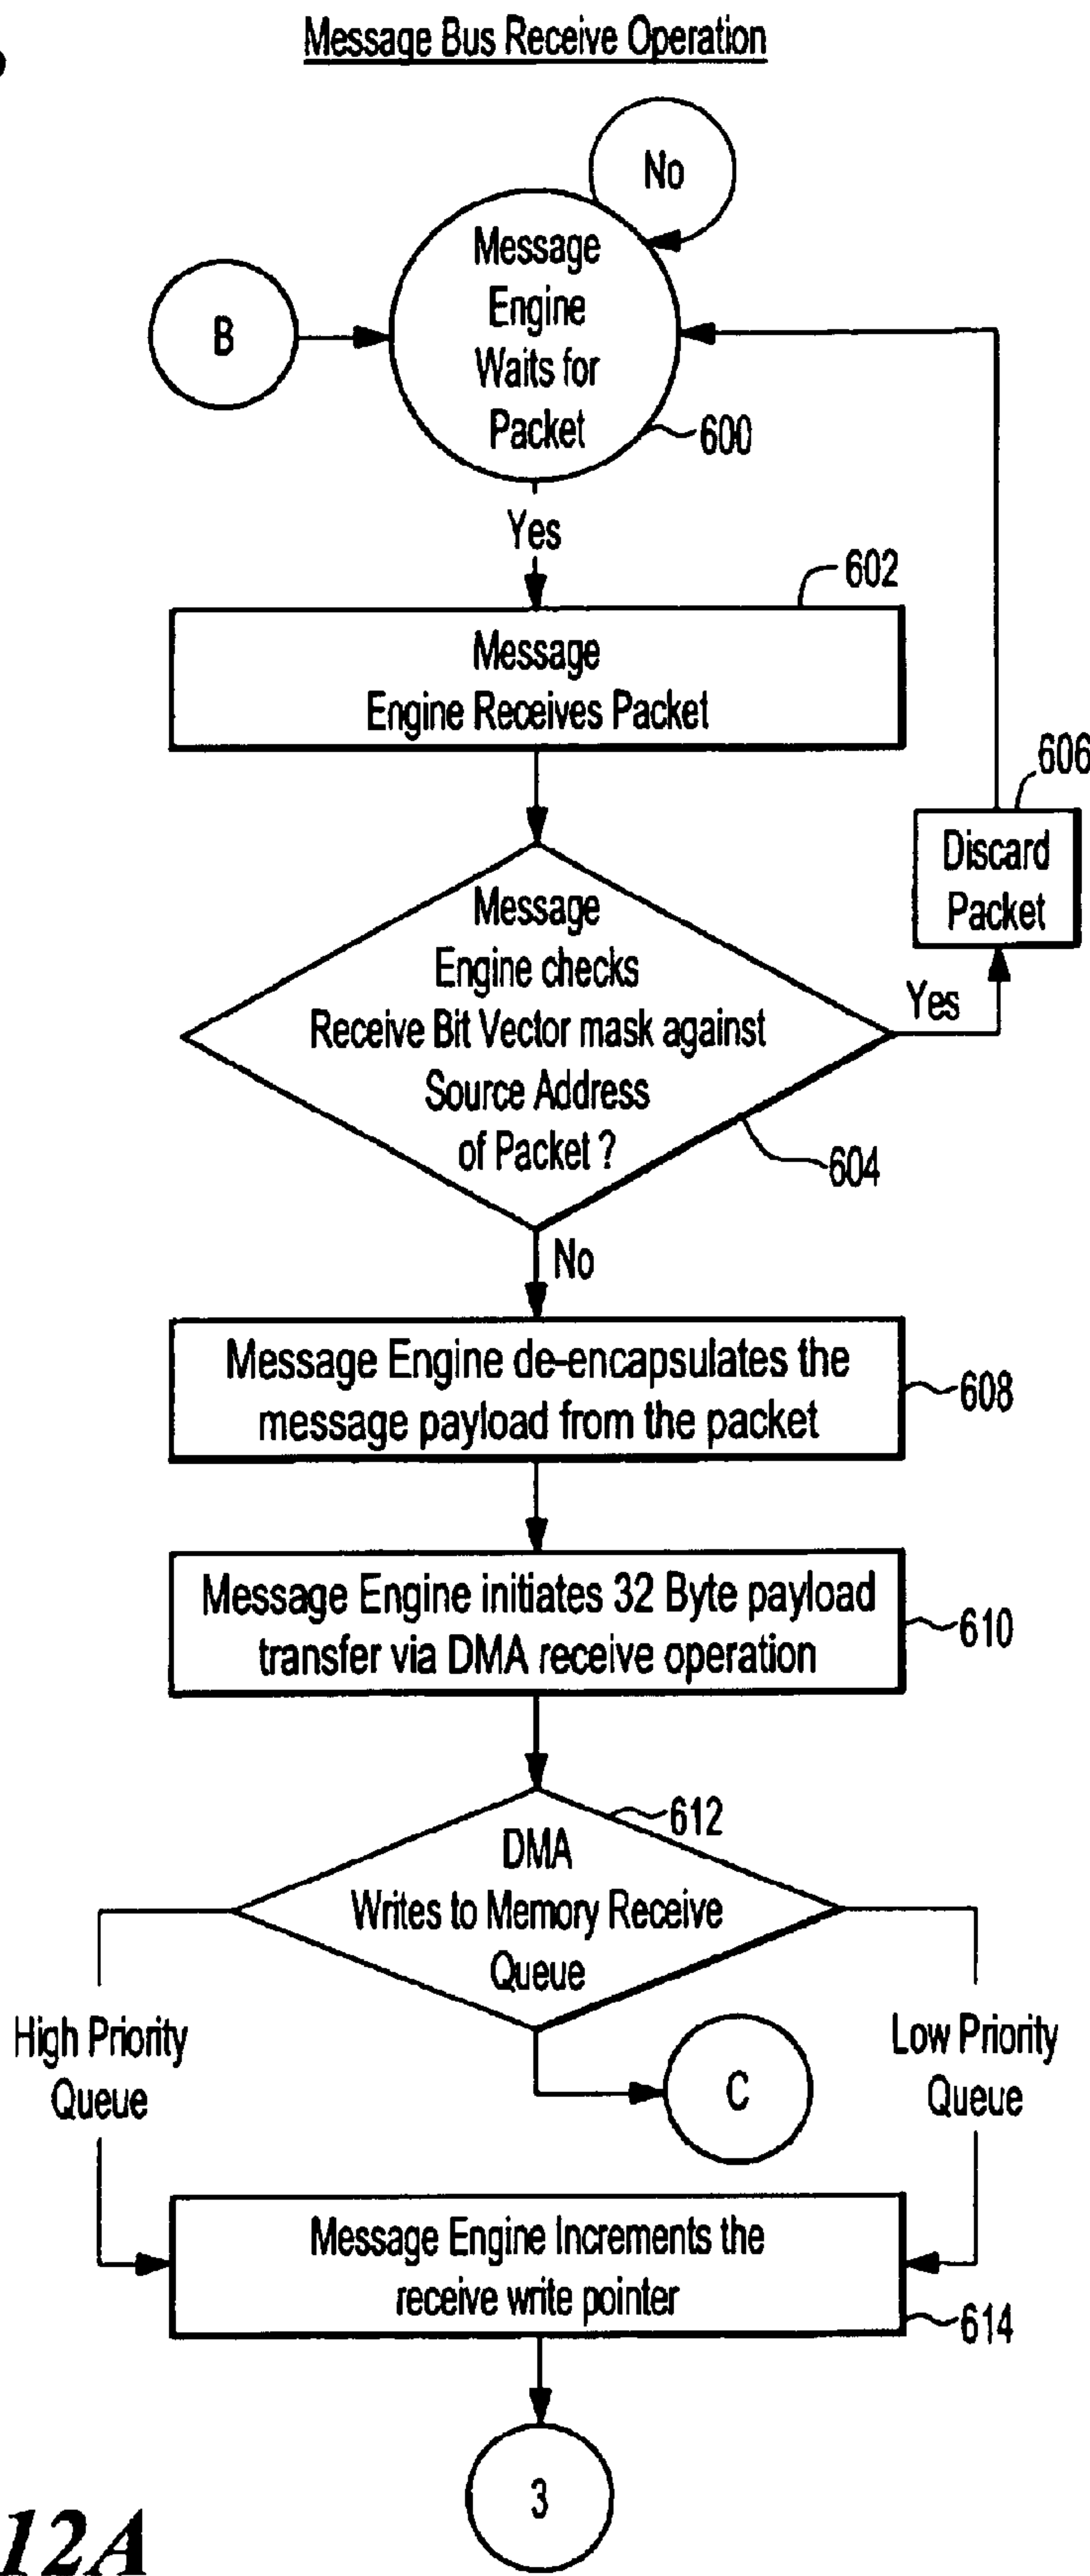 Message Bus Receive Operation
No
Message
Engine
Waits for
Packet
B
600
Yes
602
Message
Engine Receives Packet
606
Discard
Packet
Message
Engine checks
Receive Bit Vector mask against
Source Address
of Packet ?
Yes
604
No
Message Engine de-encapsulates the
message payload from the packet
608
Message Engine initiates 32 Byte payload
transfer via DMA receive operation
610
612
DMA
Writes to Memory Receive
Queue
High Priority
Queue
Low Priority
Queue
C
Message Engine Increments the
receive write pointer
614
3
12A